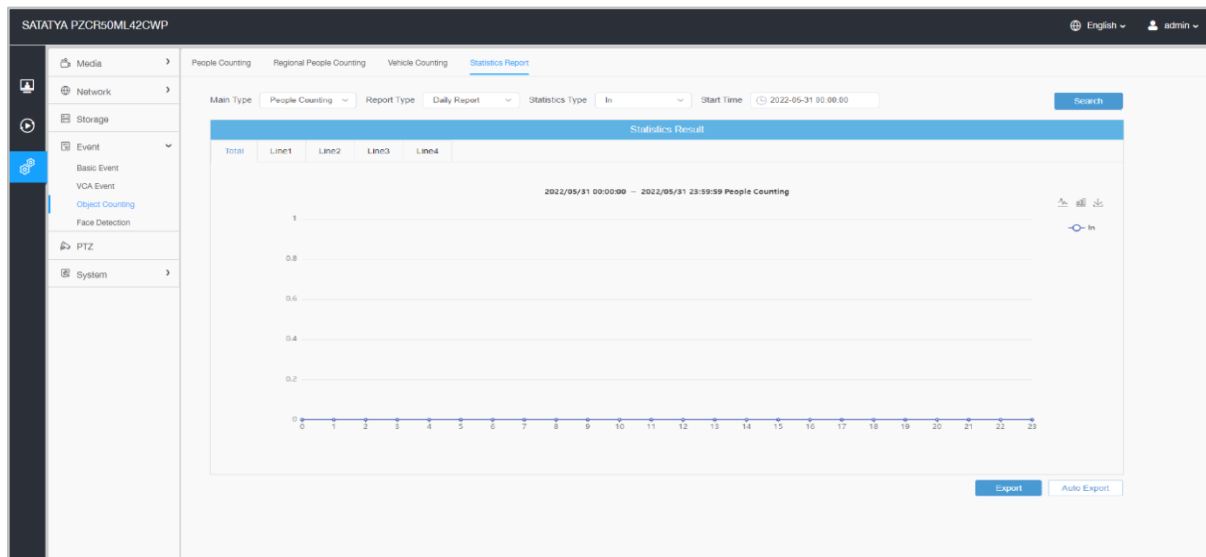 SATATYA PZCR50ML42CWP
English
admin
Media
Network
Storage
Event
Basic Event
VCA Event
Object Counting
Face Detection
PTZ
System
People Counting Regional People Counting Vehicle Counting Statistics Report
Main Type People Counting Report Type Daily Report Statistics Type In Start Time 2022-05-31 00:00:00 Search
Statistics Result
Total Line1 Line2 Line3 Line4
2022/05/31 00:00:00 – 2022/05/31 23:59:59 People Counting
In
1
0.8
0.6
0.4
0.2
0
0 1 2 3 4 5 6 7 8 9 10 11 12 13 14 15 16 17 18 19 20 21 22 23
Export Auto Export